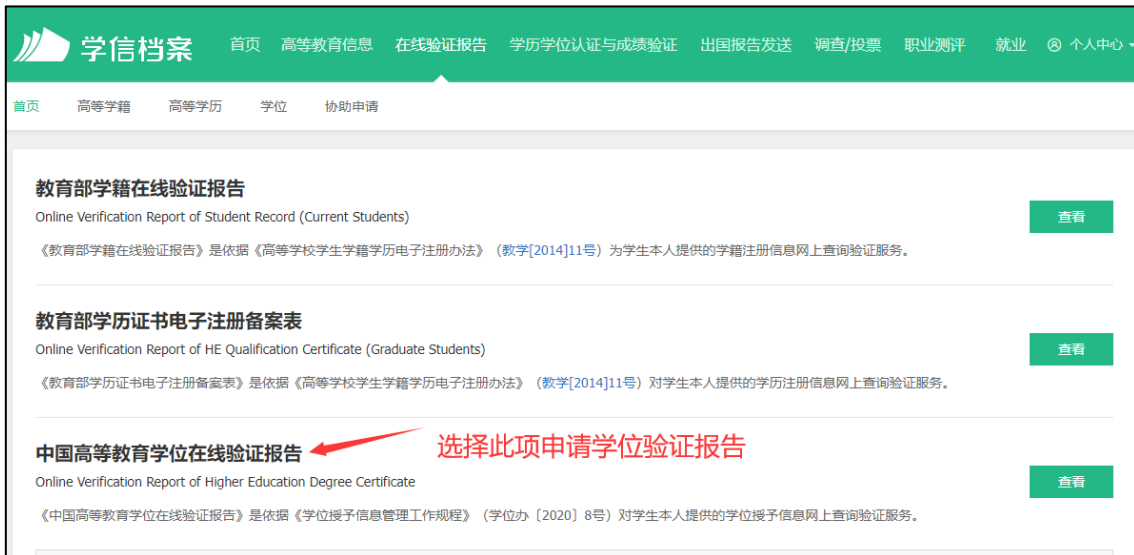 学信档案 首页 高等教育信息 在线验证报告 学历学位认证与成绩验证 出国报告发送 调查/投票 职业测评 就业 个人中心
首页 高等学籍 高等学历 学位 协助申请
教育部学籍在线验证报告
Online Verification Report of Student Record (Current Students)
查看
《教育部学籍在线验证报告》是依据《高等学校学生学籍学历电子注册办法》（教学[2014]11号）为学生本人提供的学籍注册信息网上查询验证服务。
教育部学历证书电子注册备案表
Online Verification Report of HE Qualification Certificate (Graduate Students)
查看
《教育部学历证书电子注册备案表》是依据《高等学校学生学籍学历电子注册办法》（教学[2014]11号）对学生本人提供的学历注册信息网上查询验证服务。
中国高等教育学位在线验证报告 选择此项申请学位验证报告
Online Verification Report of Higher Education Degree Certificate
查看
《中国高等教育学位在线验证报告》是依据《学位授予信息管理工作规程》（学位办〔2020〕8号）对学生本人提供的学位授予信息网上查询验证服务。